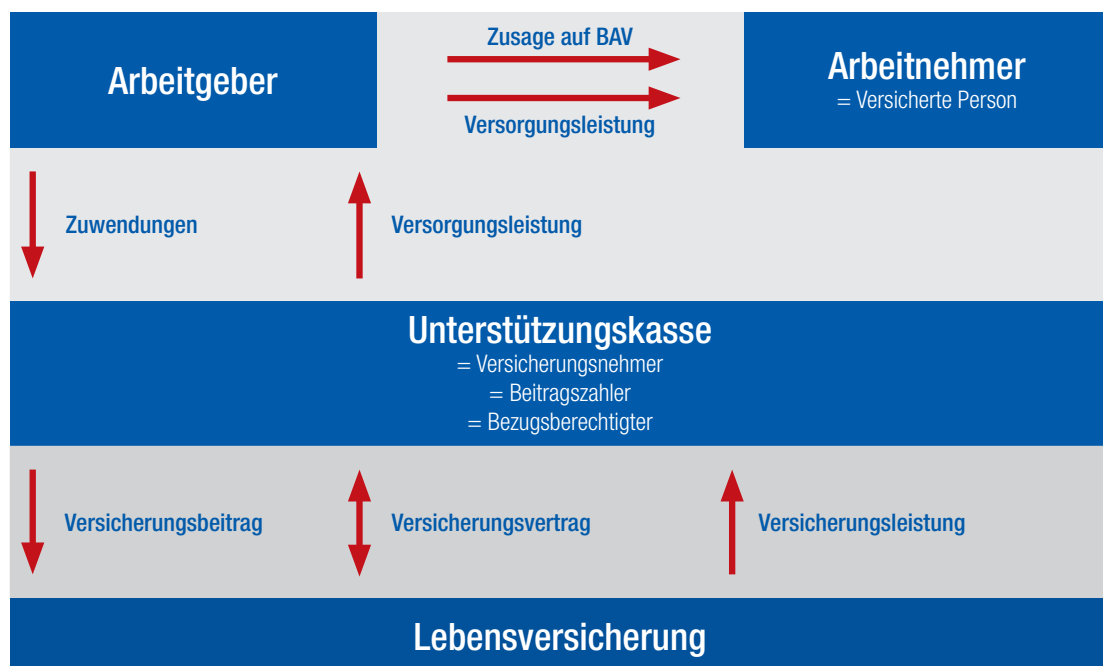 Arbeitgeber
Zusage auf BAV
Versorgungsleistung
Arbeitnehmer
= Versicherte Person
Zuwendungen
Versorgungsleistung
Unterstützungskasse
= Versicherungsnehmer
= Beitragszahler
= Bezugsberechtigter
Versicherungsbeitrag
Versicherungsvertrag
Versicherungsleistung
Lebensversicherung